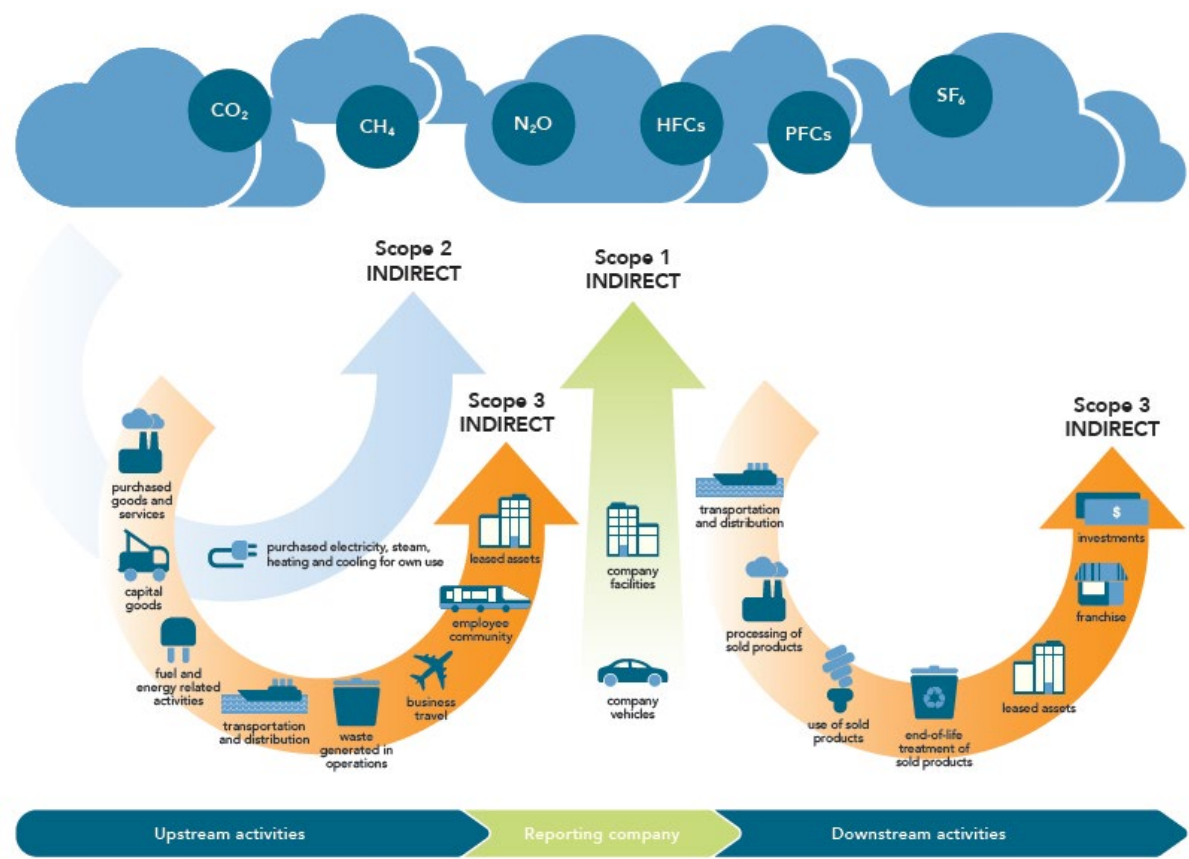 CO₂
CH₄
N₂O
HFCs
PFCs
SF₆
Scope 2
INDIRECT
Scope 1
INDIRECT
Scope 3
INDIRECT
Scope 3
INDIRECT
purchased
goods and
services
capital
goods
fuel and
energy related
activities
transportation
and distribution
waste
generated in
operations
business
travel
employee
community
leased assets
purchased electricity, steam,
heating and cooling for own use
company
facilities
company
vehicles
transportation
and distribution
processing of
sold products
use of sold
products
end-of-life
treatment of
sold products
leased assets
franchise
$
investments
Upstream activities
Reporting company
Downstream activities